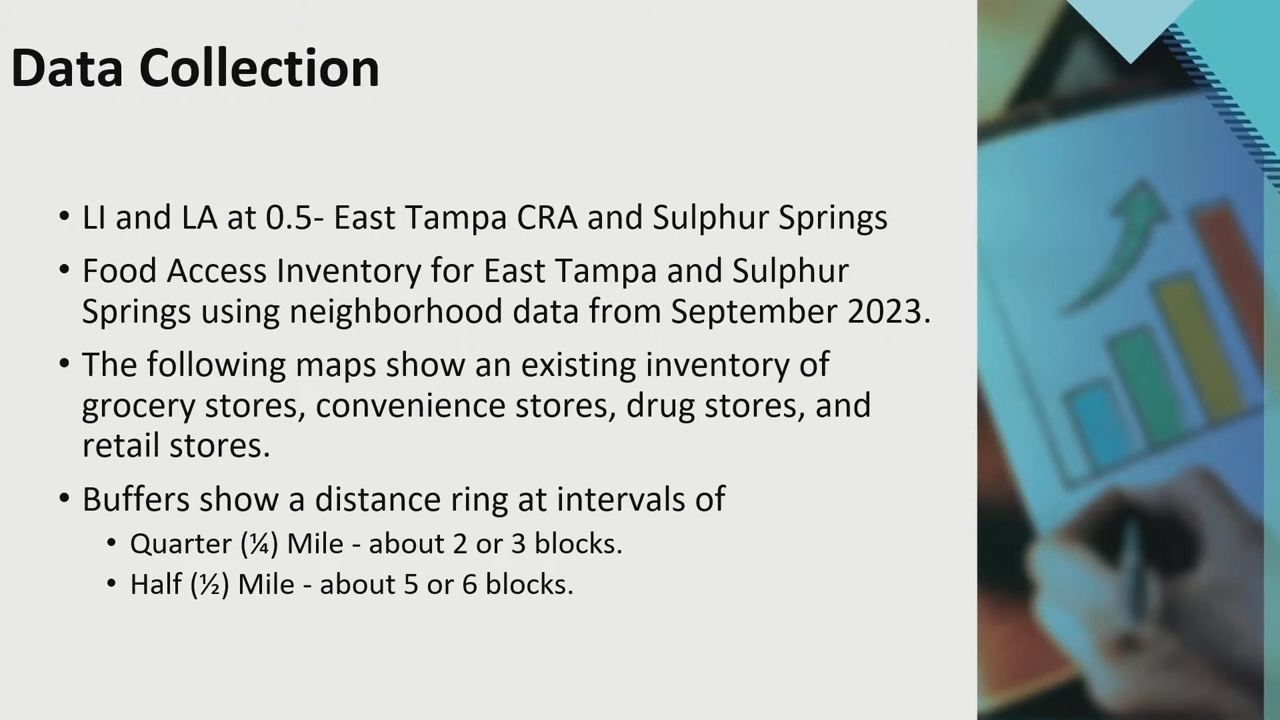 Data Collection
• LI and LA at 0.5- East Tampa CRA and Sulphur Springs
• Food Access Inventory for East Tampa and Sulphur
Springs using neighborhood data from September 2023.
• The following maps show an existing inventory of
grocery stores, convenience stores, drug stores, and
retail stores.
• Buffers show a distance ring at intervals of
• Quarter (¼) Mile - about 2 or 3 blocks.
• Half (½) Mile - about 5 or 6 blocks.